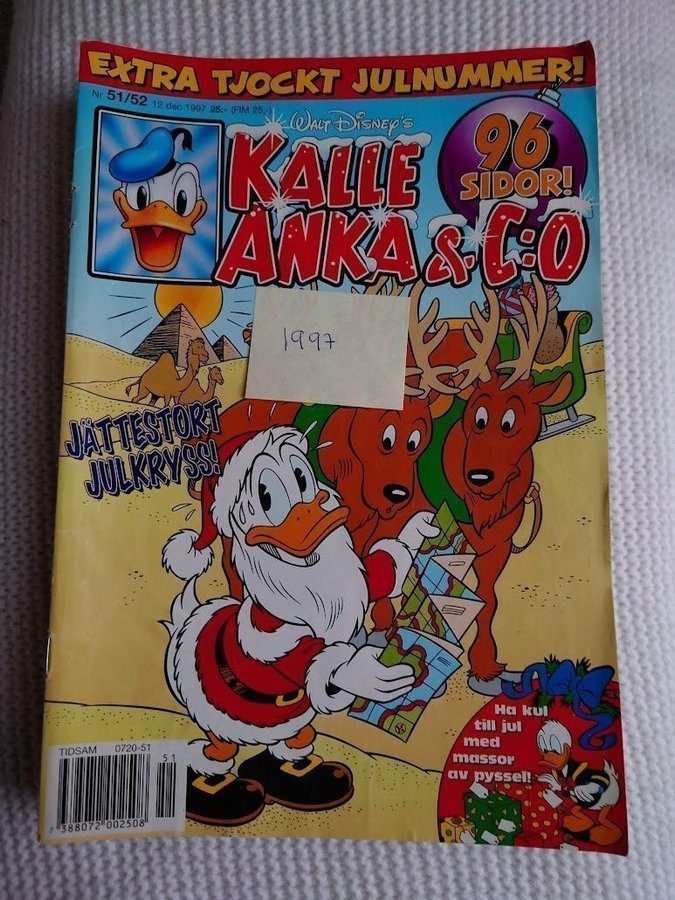 EXTRA TJOCKT JULNUMMER!
Nr 51/52 12 dec 1997 25:- (FIM 25,-)
WALT DISNEY'S
KALLE
ANKA & C:O
96
SIDOR!
1997
JÄTTESTORT
JULKRYSS!
Ha kul
till jul
med
massor
av pyssel!
TIDSAM 0720-51
51
7 388072 002508